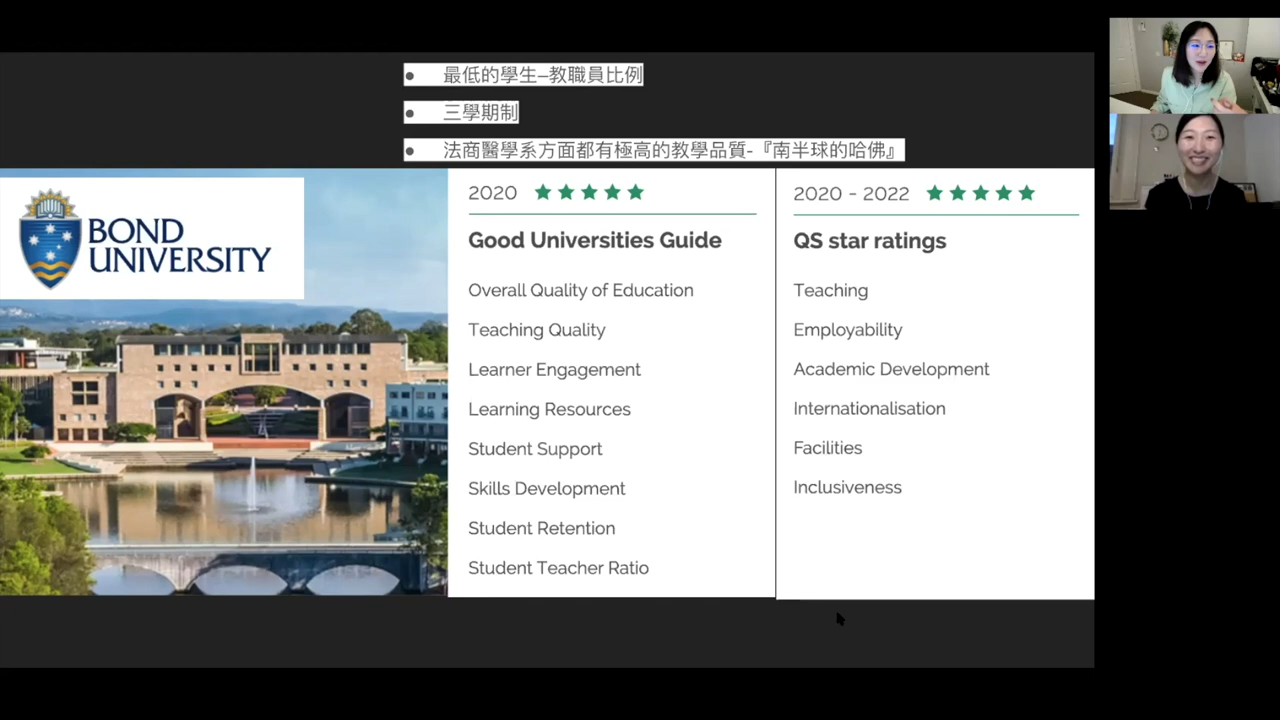 ● 最低的學生–教職員比例
● 三學期制
● 法商醫學系方面都有極高的教學品質-『南半球的哈佛』
BOND
UNIVERSITY
2020 ★★★★★
Good Universities Guide
Overall Quality of Education
Teaching Quality
Learner Engagement
Learning Resources
Student Support
Skills Development
Student Retention
Student Teacher Ratio
2020 - 2022 ★★★★★
QS star ratings
Teaching
Employability
Academic Development
Internationalisation
Facilities
Inclusiveness